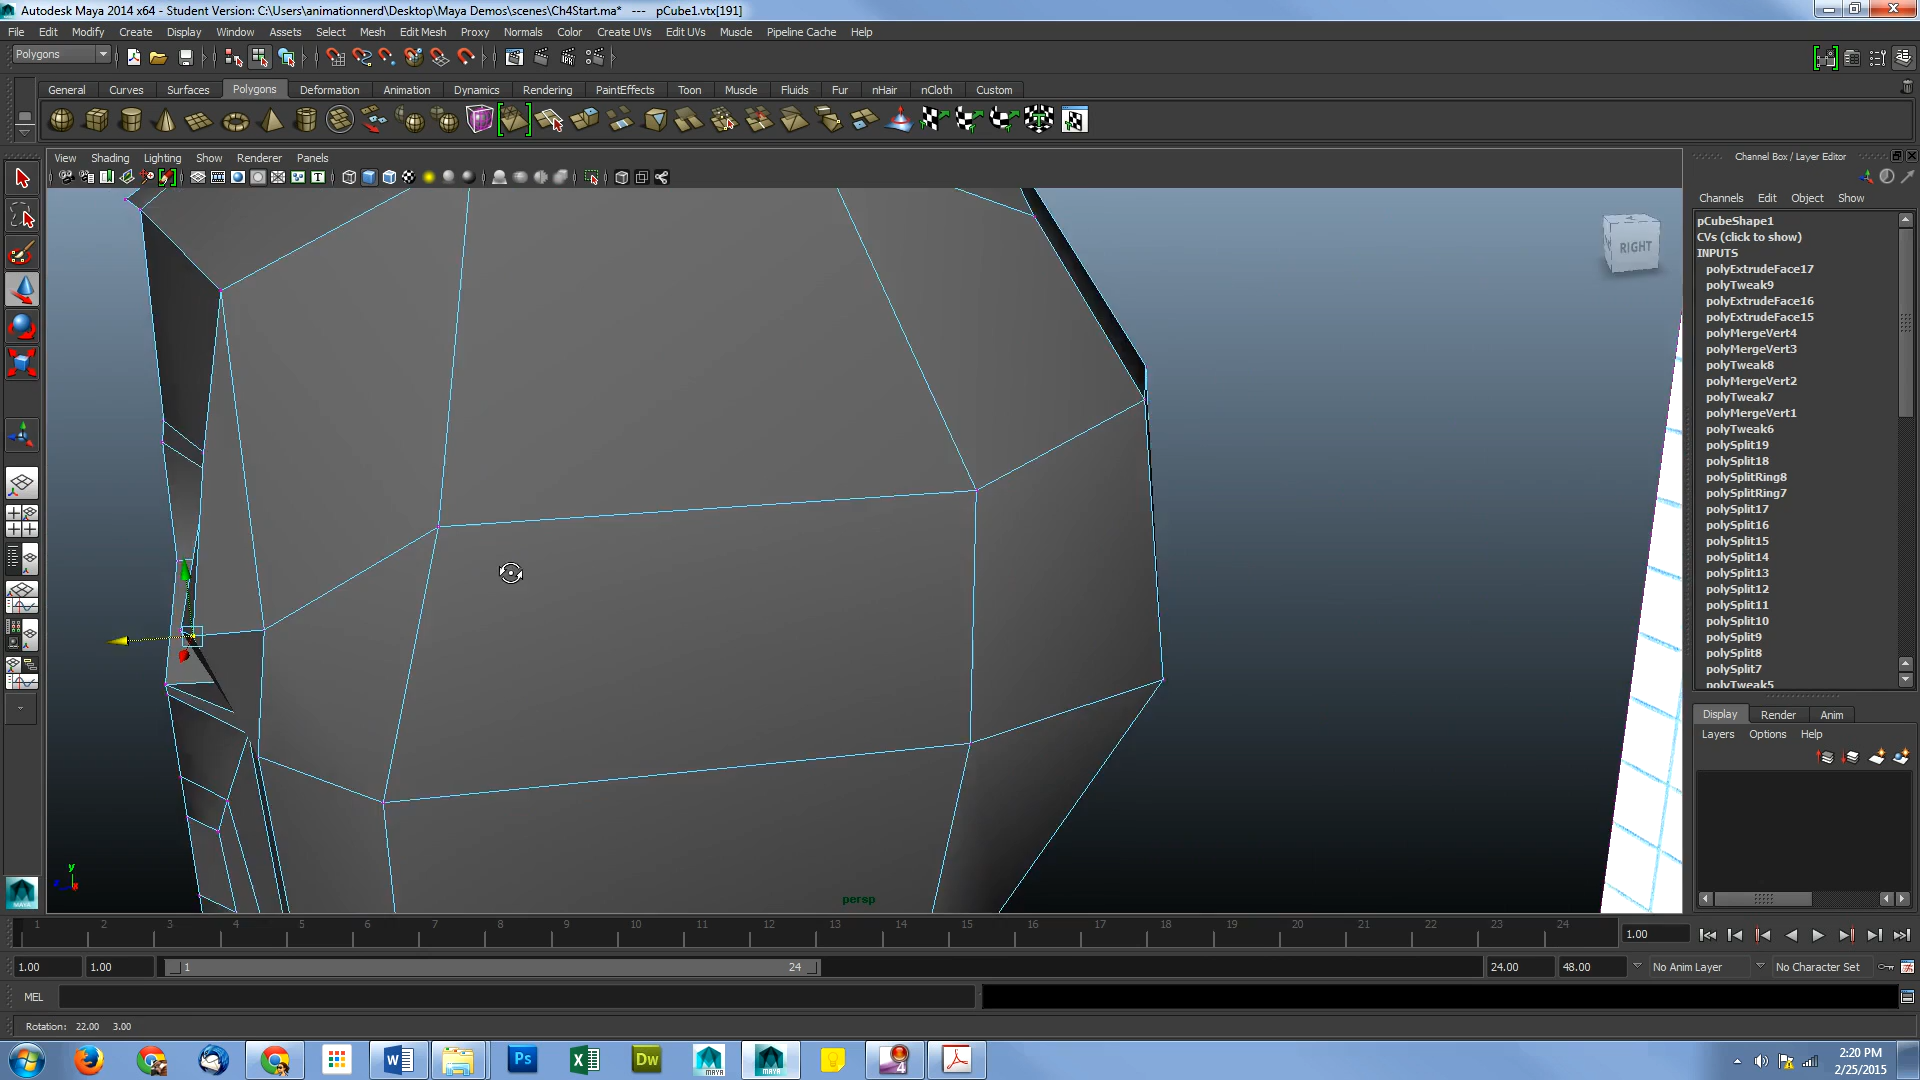 Autodesk Maya 2014 x64 - Student Version: C:\Users\animationnerd\Desktop\Maya Demos\scenes\Ch4Start.ma* --- pCube1.vtx[191]
File Edit Modify Create Display Window Assets Select Mesh Edit Mesh Proxy Normals Color Create UVs Edit UVs Muscle Pipeline Cache Help
Polygons
General Curves Surfaces Polygons Deformation Animation Dynamics Rendering PaintEffects Toon Muscle Fluids Fur nHair nCloth Custom
View Shading Lighting Show Renderer Panels
Channel Box / Layer Editor
Channels Edit Object Show
pCubeShape1
CVs (click to show)
INPUTS
polyExtrudeFace17
polyTweak9
polyExtrudeFace16
polyExtrudeFace15
polyMergeVert4
polyMergeVert3
polyTweak8
polyMergeVert2
polyTweak7
polyMergeVert1
polyTweak6
polySplit19
polySplit18
polySplitRing8
polySplitRing7
polySplit17
polySplit16
polySplit15
polySplit14
polySplit13
polySplit12
polySplit11
polySplit10
polySplit9
polySplit8
polySplit7
polyTweak5
RIGHT
y
persp
Display Render Anim
Layers Options Help
1 2 3 4 5 6 7 8 9 10 11 12 13 14 15 16 17 18 19 20 21 22 23 24
1.00
1.00 1.00 1 24 24.00 48.00 No Anim Layer No Character Set
MEL
Rotation: 22.00 3.00
W Ps X Dw MAYA MAYA 4
2:20 PM
2/25/2015